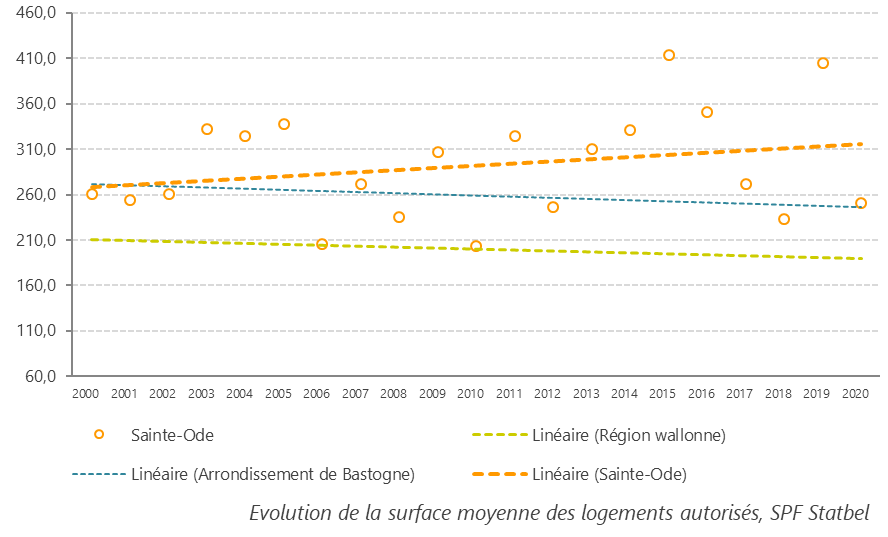 460,0
410,0
360,0
310,0
260,0
210,0
160,0
110,0
60,0
2000 2001 2002 2003 2004 2005 2006 2007 2008 2009 2010 2011 2012 2013 2014 2015 2016 2017 2018 2019 2020
Sainte-Ode Linéaire (Région wallonne)
Linéaire (Arrondissement de Bastogne) Linéaire (Sainte-Ode)
Evolution de la surface moyenne des logements autorisés, SPF Statbel